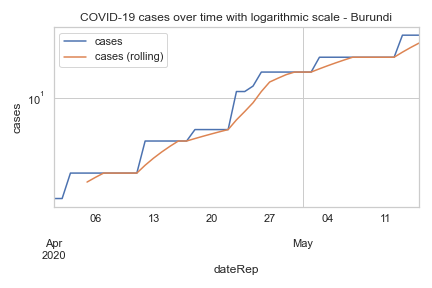 COVID-19 cases over time with logarithmic scale - Burundi
cases
cases (rolling)
10¹
cases
06 13 20 27 04 11
Apr May
2020
dateRep